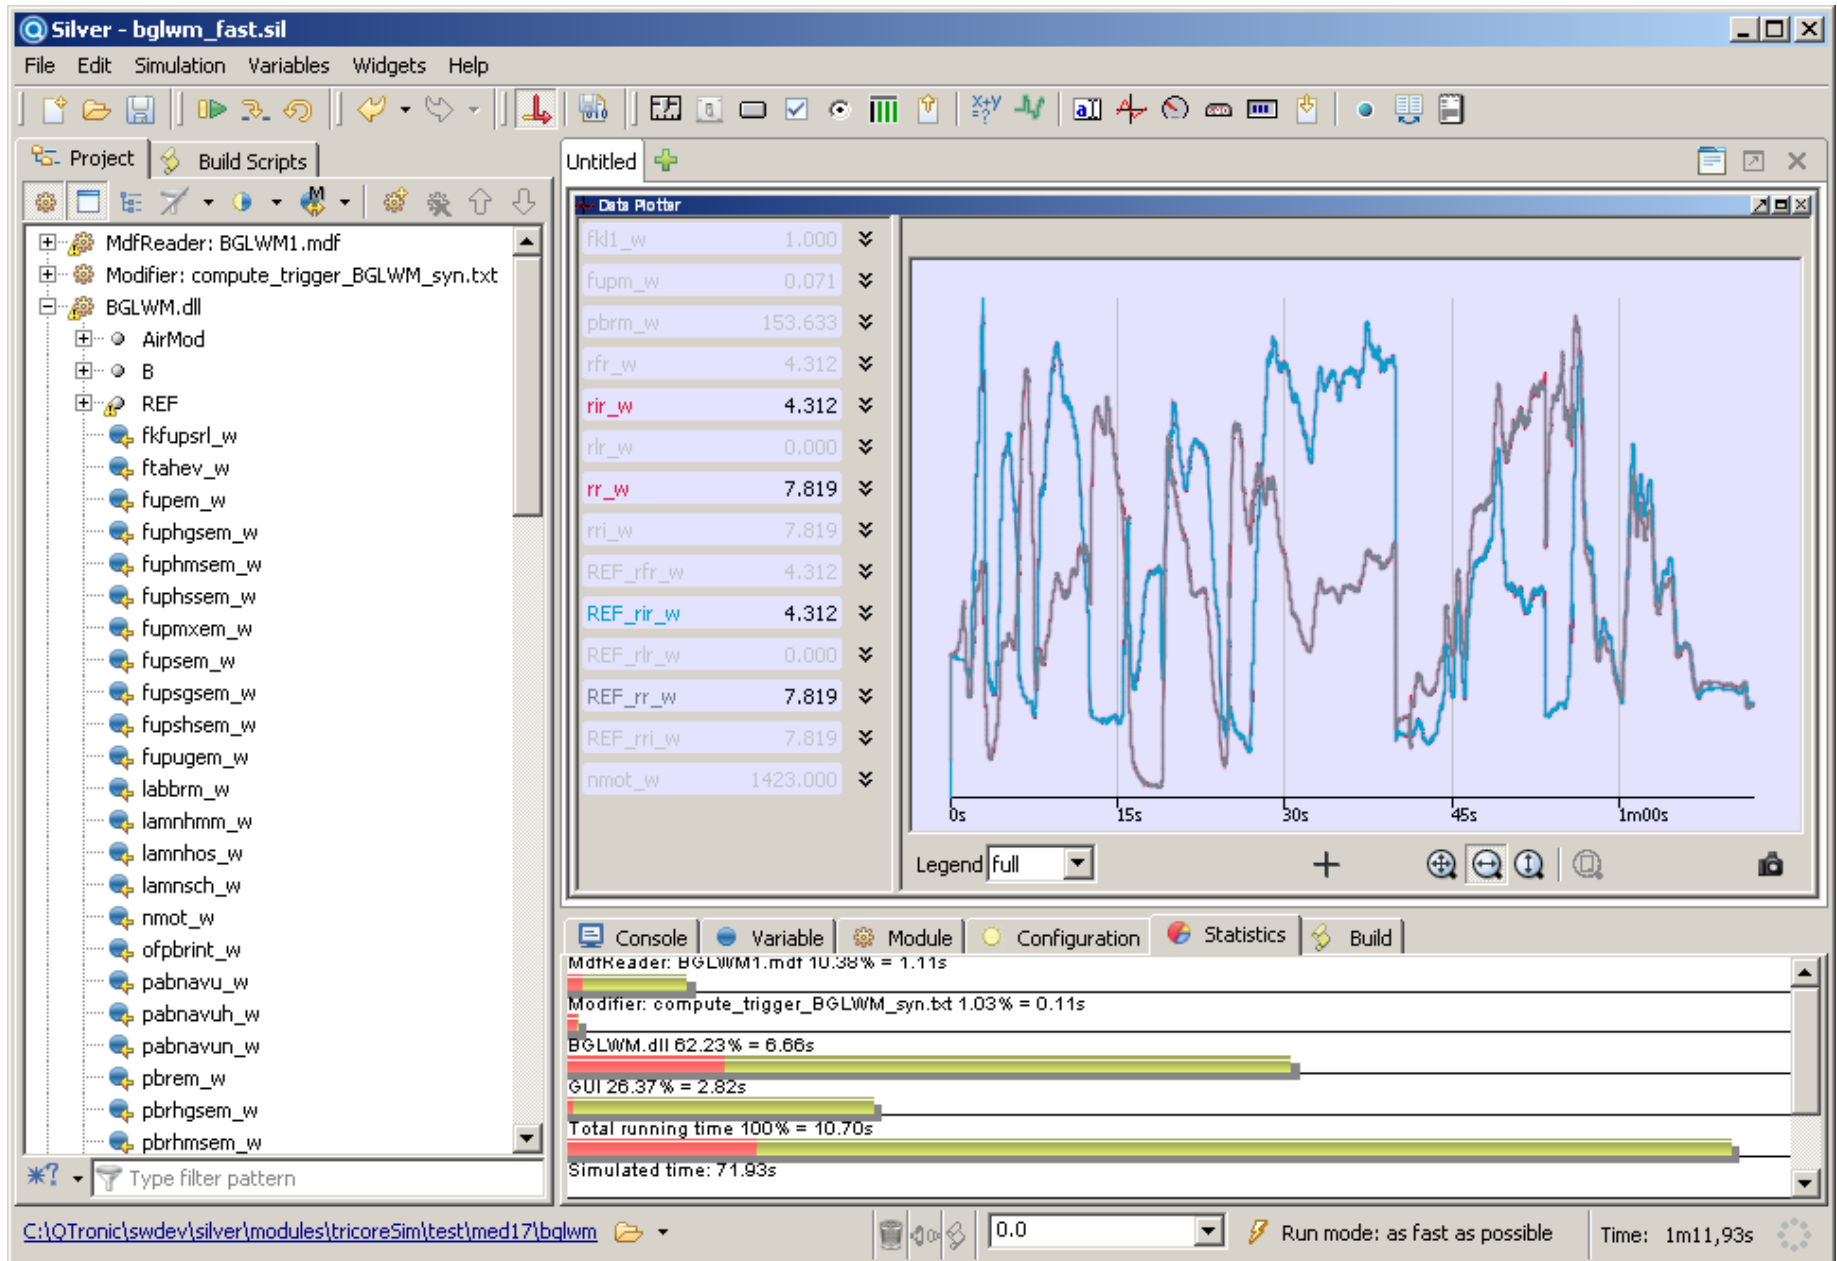 Silver - bglwm_fast.sil
File Edit Simulation Variables Widgets Help
Project
Build Scripts
M
MdfReader: BGLWM1.mdf
Modifier: compute_trigger_BGLWM_syn.txt
BGLWM.dll
AirMod
B
REF
fkfupsrl_w
ftahev_w
fupem_w
fuphgsem_w
fuphmsem_w
fuphssem_w
fupmxem_w
fupsem_w
fupsgsem_w
fupshsem_w
fupugem_w
labbrm_w
lamnhmm_w
lamnhos_w
lamnsch_w
nmot_w
ofpbrint_w
pabnavu_w
pabnavuh_w
pabnavun_w
pbrem_w
pbrhgsem_w
pbrhmsem_w
Type filter pattern
Untitled
Data Plotter
fkl1_w 1.000
fupm_w 0.071
pbrm_w 153.633
rfr_w 4.312
rir_w 4.312
rlr_w 0.000
rr_w 7.819
rri_w 7.819
REF_rfr_w 4.312
REF_rir_w 4.312
REF_rlr_w 0.000
REF_rr_w 7.819
REF_rri_w 7.819
nmot_w 1423.000
0s 15s 30s 45s 1m00s
Legend full
Console Variable Module Configuration Statistics Build
MdfReader: BGLWM1.mdf 10.38% = 1.11s
Modifier: compute_trigger_BGLWM_syn.txt 1.03% = 0.11s
BGLWM.dll 62.23% = 6.66s
GUI 26.37% = 2.82s
Total running time 100% = 10.70s
Simulated time: 71.93s
C:\QTronic\swdev\silver\modules\tricoreSim\test\med17\bglwm
0.0
Run mode: as fast as possible
Time: 1m11,93s